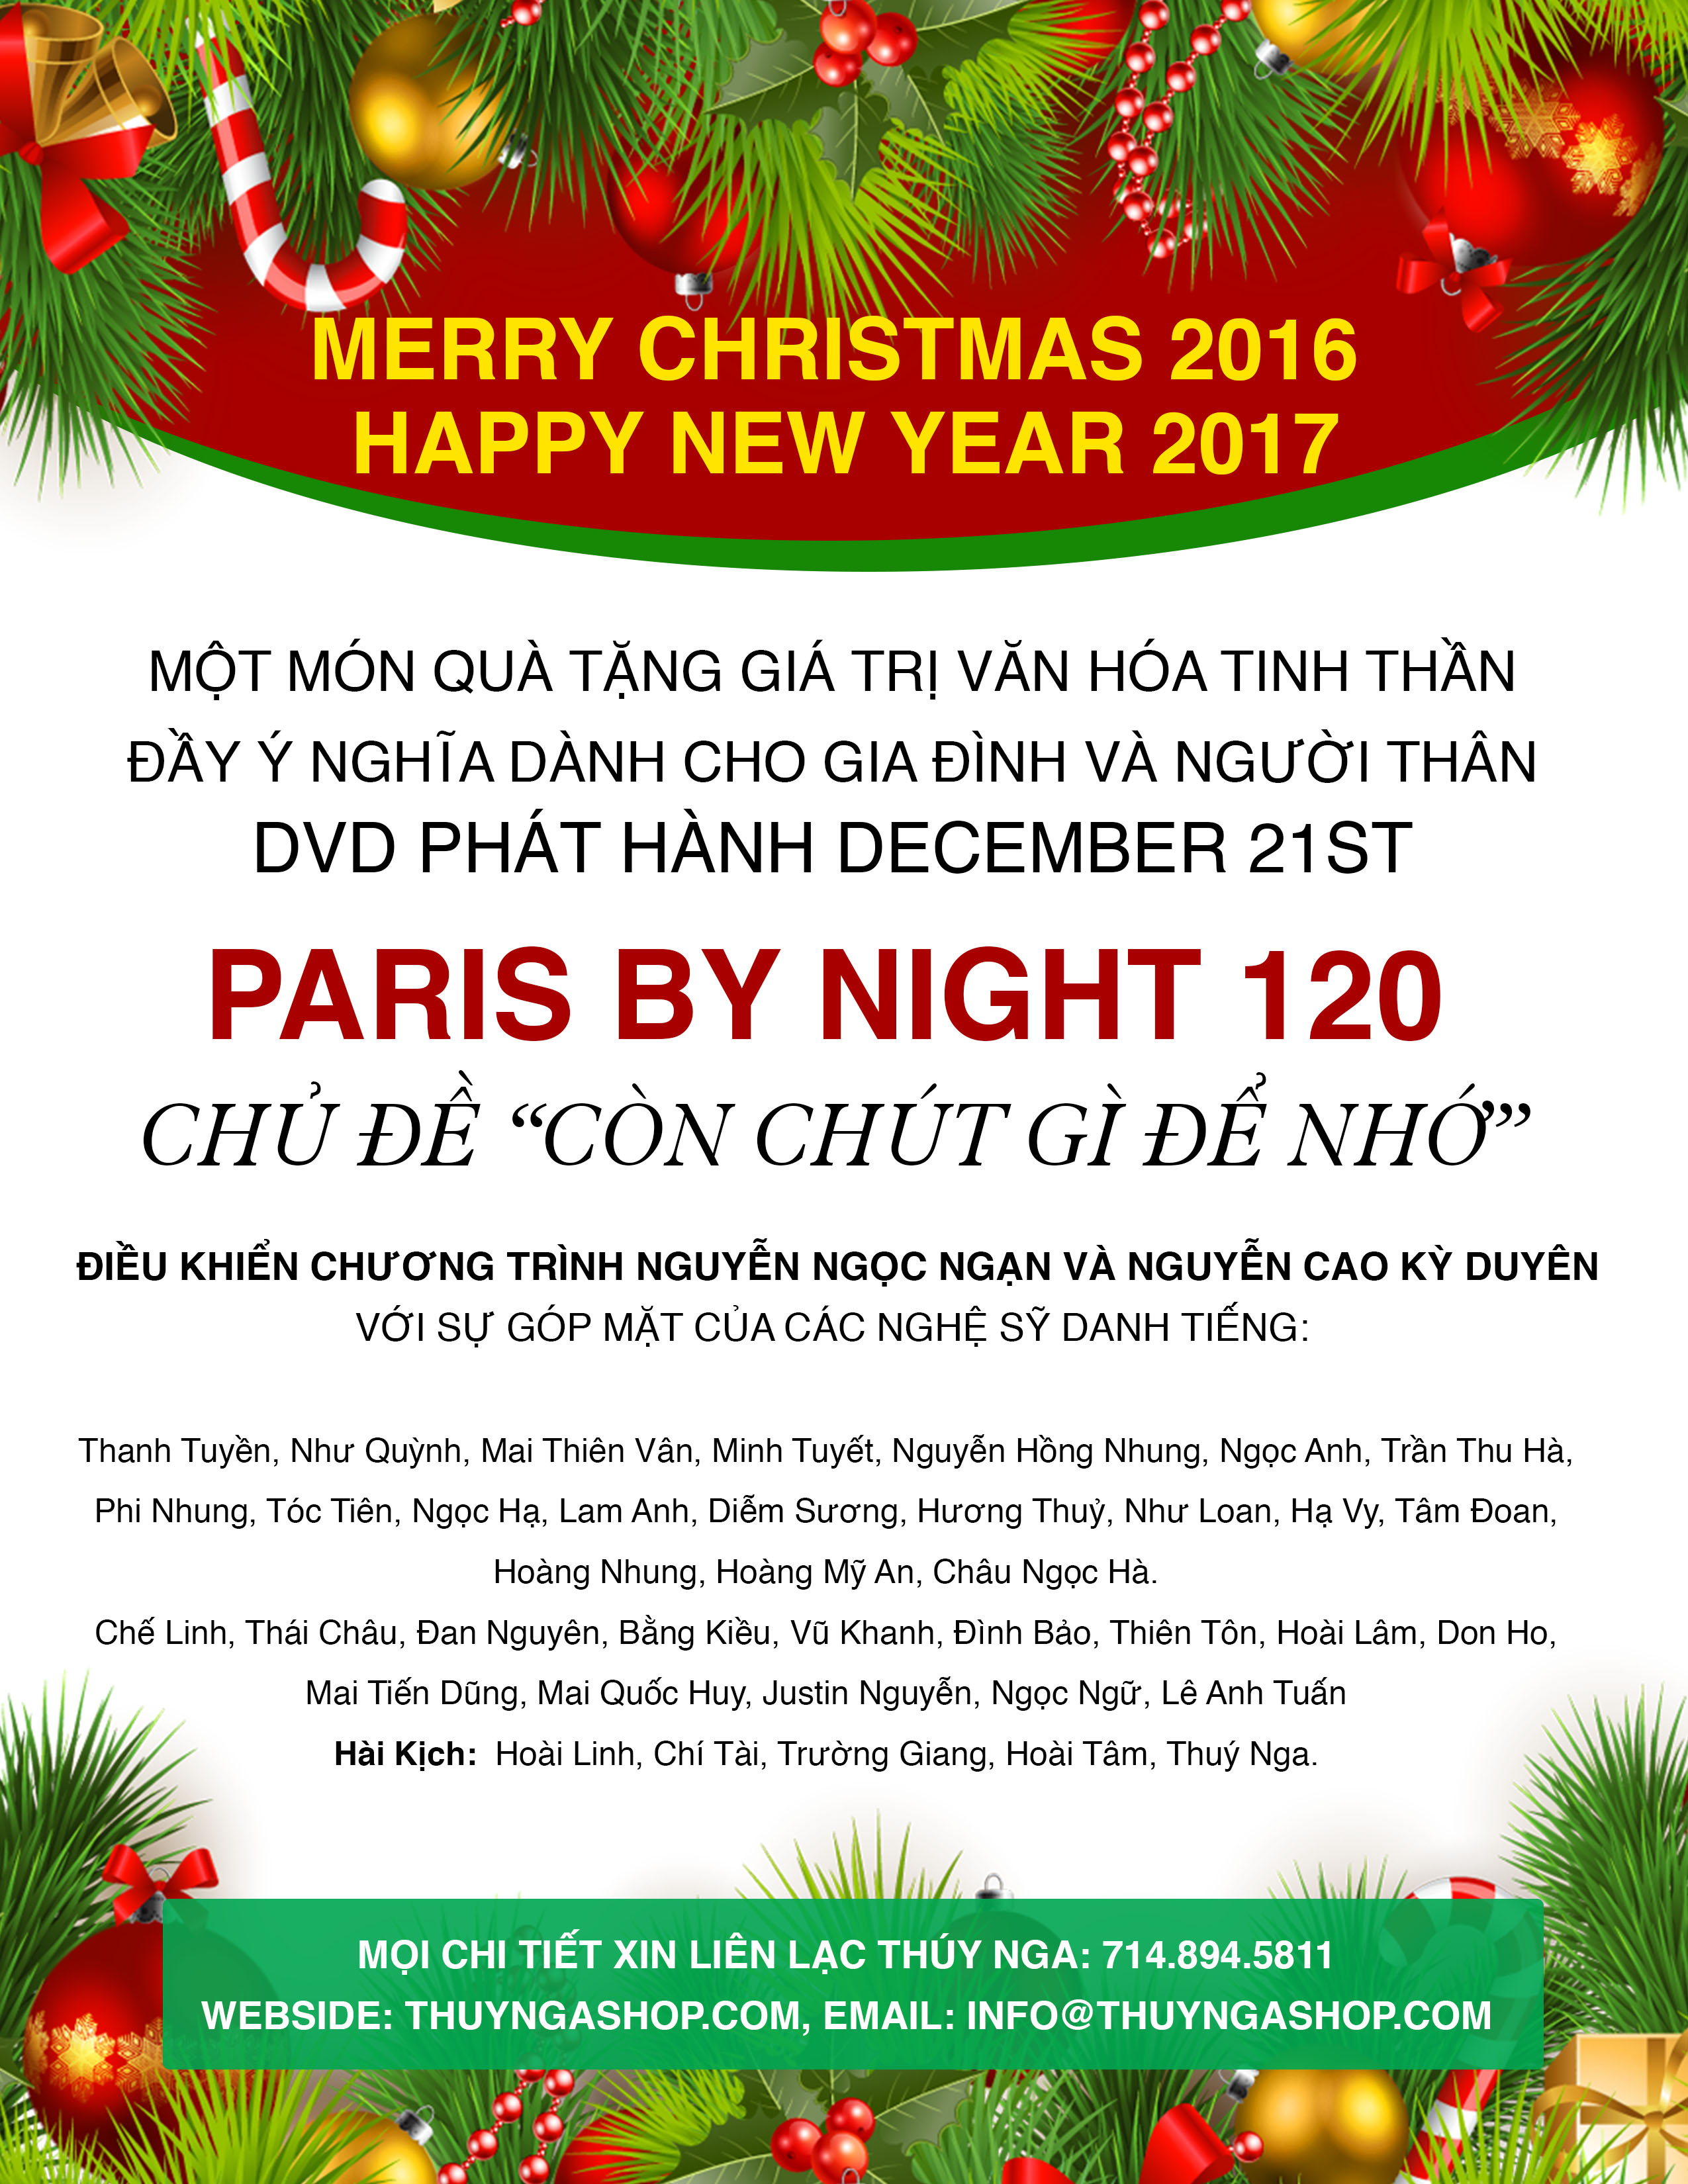 MERRY CHRISTMAS 2016
HAPPY NEW YEAR 2017
MỘT MÓN QUÀ TẶNG GIÁ TRỊ VĂN HÓA TINH THẦN
ĐẦY Ý NGHĨA DÀNH CHO GIA ĐÌNH VÀ NGƯỜI THÂN
DVD PHÁT HÀNH DECEMBER 21ST
PARIS BY NIGHT 120
CHỦ ĐỀ “CÒN CHÚT GÌ ĐỂ NHỚ”
ĐIỀU KHIỂN CHƯƠNG TRÌNH NGUYỄN NGỌC NGẠN VÀ NGUYỄN CAO KỲ DUYÊN
VỚI SỰ GÓP MẶT CỦA CÁC NGHỆ SỸ DANH TIẾNG:
Thanh Tuyền, Như Quỳnh, Mai Thiên Vân, Minh Tuyết, Nguyễn Hồng Nhung, Ngọc Anh, Trần Thu Hà,
Phi Nhung, Tóc Tiên, Ngọc Hạ, Lam Anh, Diễm Sương, Hương Thuỷ, Như Loan, Hạ Vy, Tâm Đoan,
Hoàng Nhung, Hoàng Mỹ An, Châu Ngọc Hà.
Chế Linh, Thái Châu, Đan Nguyên, Bằng Kiều, Vũ Khanh, Đình Bảo, Thiên Tôn, Hoài Lâm, Don Ho,
Mai Tiến Dũng, Mai Quốc Huy, Justin Nguyễn, Ngọc Ngữ, Lê Anh Tuấn
Hài Kịch: Hoài Linh, Chí Tài, Trường Giang, Hoài Tâm, Thuý Nga.
MỌI CHI TIẾT XIN LIÊN LẠC THÚY NGA: 714.894.5811
WEBSIDE: THUYNGASHOP.COM, EMAIL: INFO@THUYNGASHOP.COM